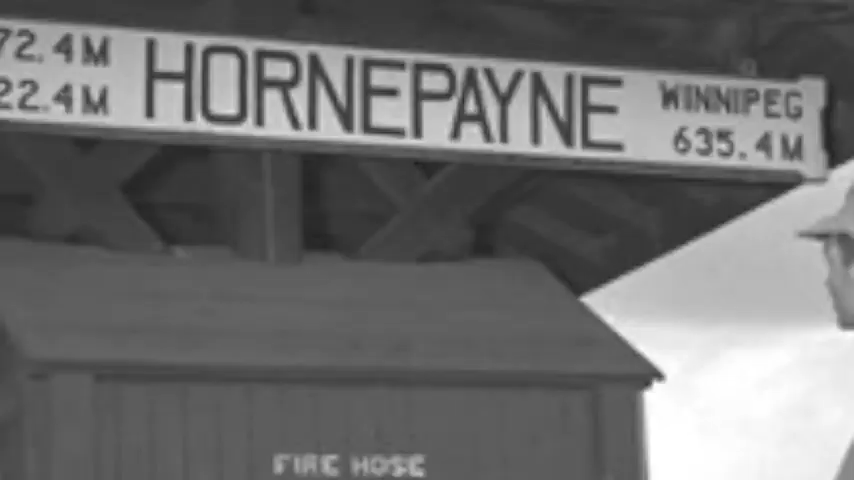 72.4M
22.4M
HORNEPAYNE
WINNIPEG
635.4M
FIRE HOSE